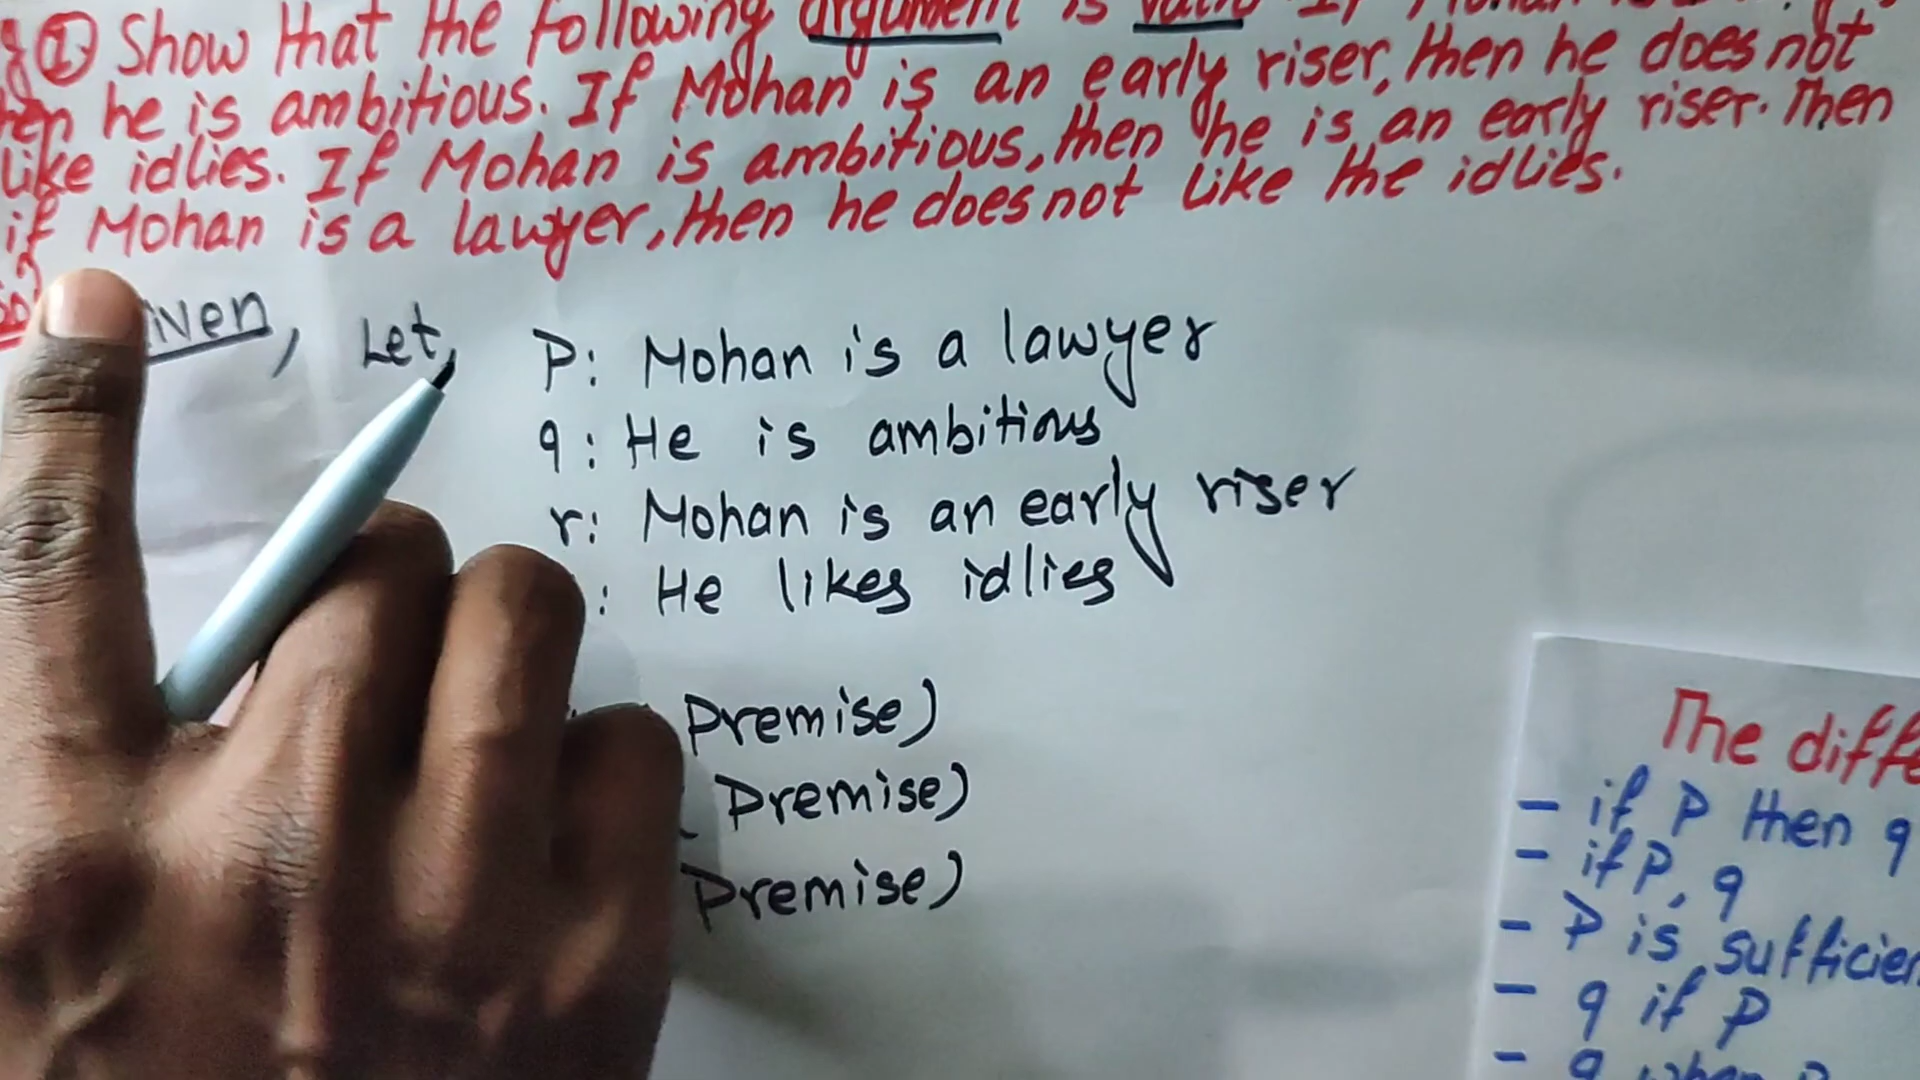 ① Show that the following argument is valid If Mohan is a
then he is ambitious. If Mohan is an early riser, then he does not
like idlies. If Mohan is ambitious, then he is an early riser. Then
if Mohan is a lawyer, then he does not like the idlies.
iven, Let, P: Mohan is a lawyer
q: He is ambitious
r: Mohan is an early riser
: He likes idlies
Premise)
( Premise)
Premise)
The diffe
- if P then q
- if P, q
- P is sufficien
- q if P
- q when P